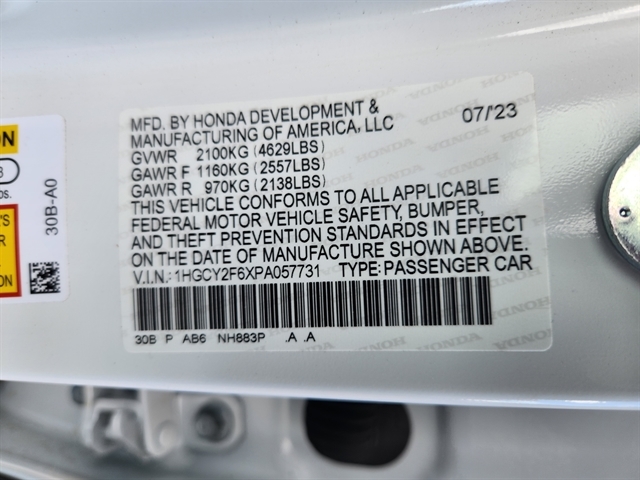 MFD. BY HONDA DEVELOPMENT & 07/'23
MANUFACTURING OF AMERICA, LLC
GVWR 2100KG (4629LBS)
GAWR F 1160KG (2557LBS)
GAWR R 970KG (2138LBS)
THIS VEHICLE CONFORMS TO ALL APPLICABLE
FEDERAL MOTOR VEHICLE SAFETY, BUMPER,
AND THEFT PREVENTION STANDARDS IN EFFECT
ON THE DATE OF MANUFACTURE SHOWN ABOVE.
V.I.N.: 1HGCY2F6XPA057731 TYPE: PASSENGER CAR
30B P AB6 NH883P .A .A
30B-A0
HONDA